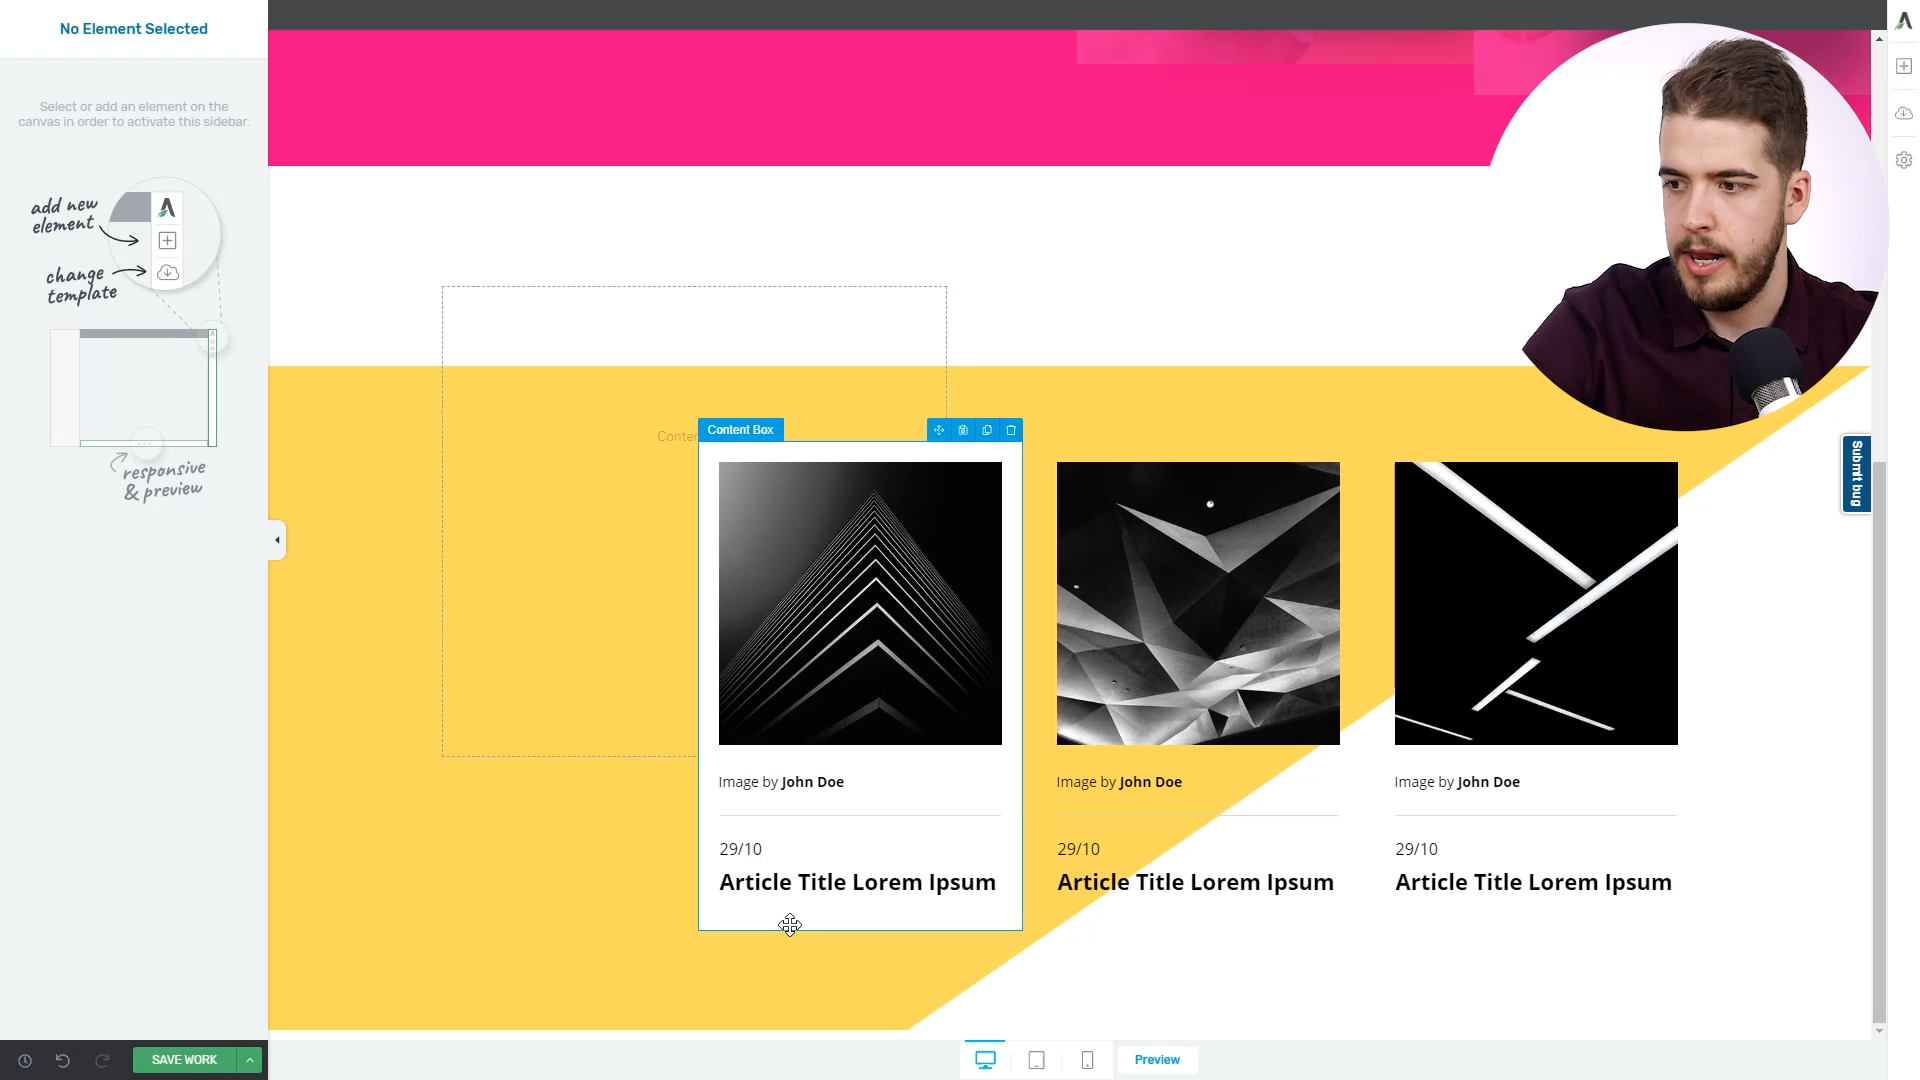 No Element Selected
Select or add an element on the
canvas in order to activate this sidebar.
add new
element
change
template
responsive
& preview
Content Box
Image by John Doe
29/10
Article Title Lorem Ipsum
Image by John Doe
29/10
Article Title Lorem Ipsum
Image by John Doe
29/10
Article Title Lorem Ipsum
Submit bug
SAVE WORK
Preview